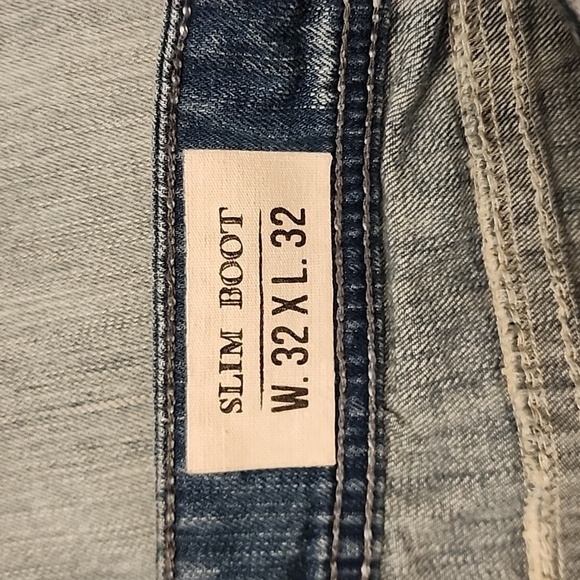 SLIM BOOT
W. 32 X L. 32